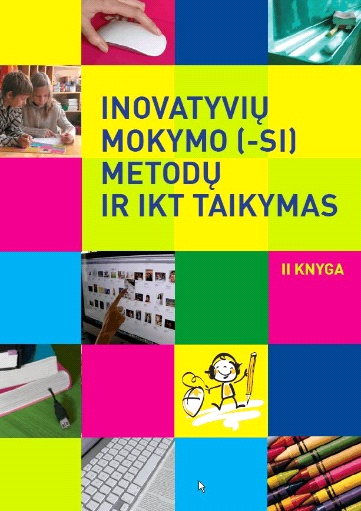 INOVATYVIŲ
MOKYMO (-SI)
METODŲ
IR IKT TAIKYMAS
II KNYGA